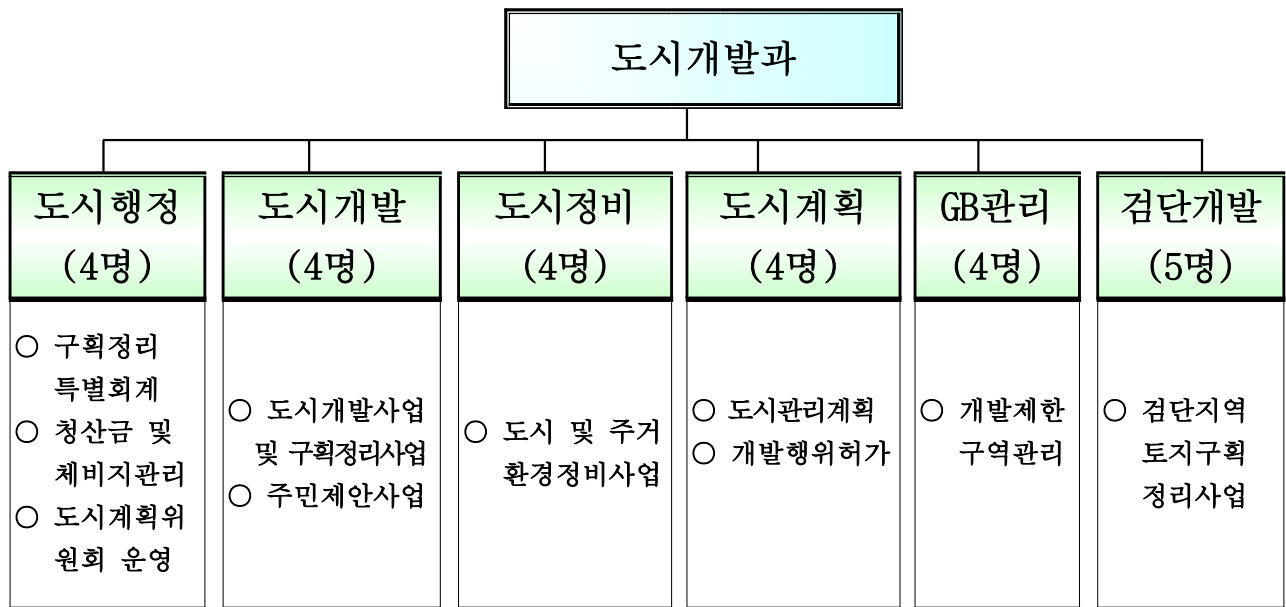 도시개발과
도시행정
(4명)
○ 구획정리
특별회계
○ 청산금 및
체비지관리
○ 도시계획위
원회 운영
도시개발
(4명)
○ 도시개발사업
및 구획정리사업
○ 주민제안사업
도시정비
(4명)
○ 도시 및 주거
환경정비사업
도시계획
(4명)
○ 도시관리계획
○ 개발행위허가
GB관리
(4명)
○ 개발제한
구역관리
검단개발
(5명)
○ 검단지역
토지구획
정리사업